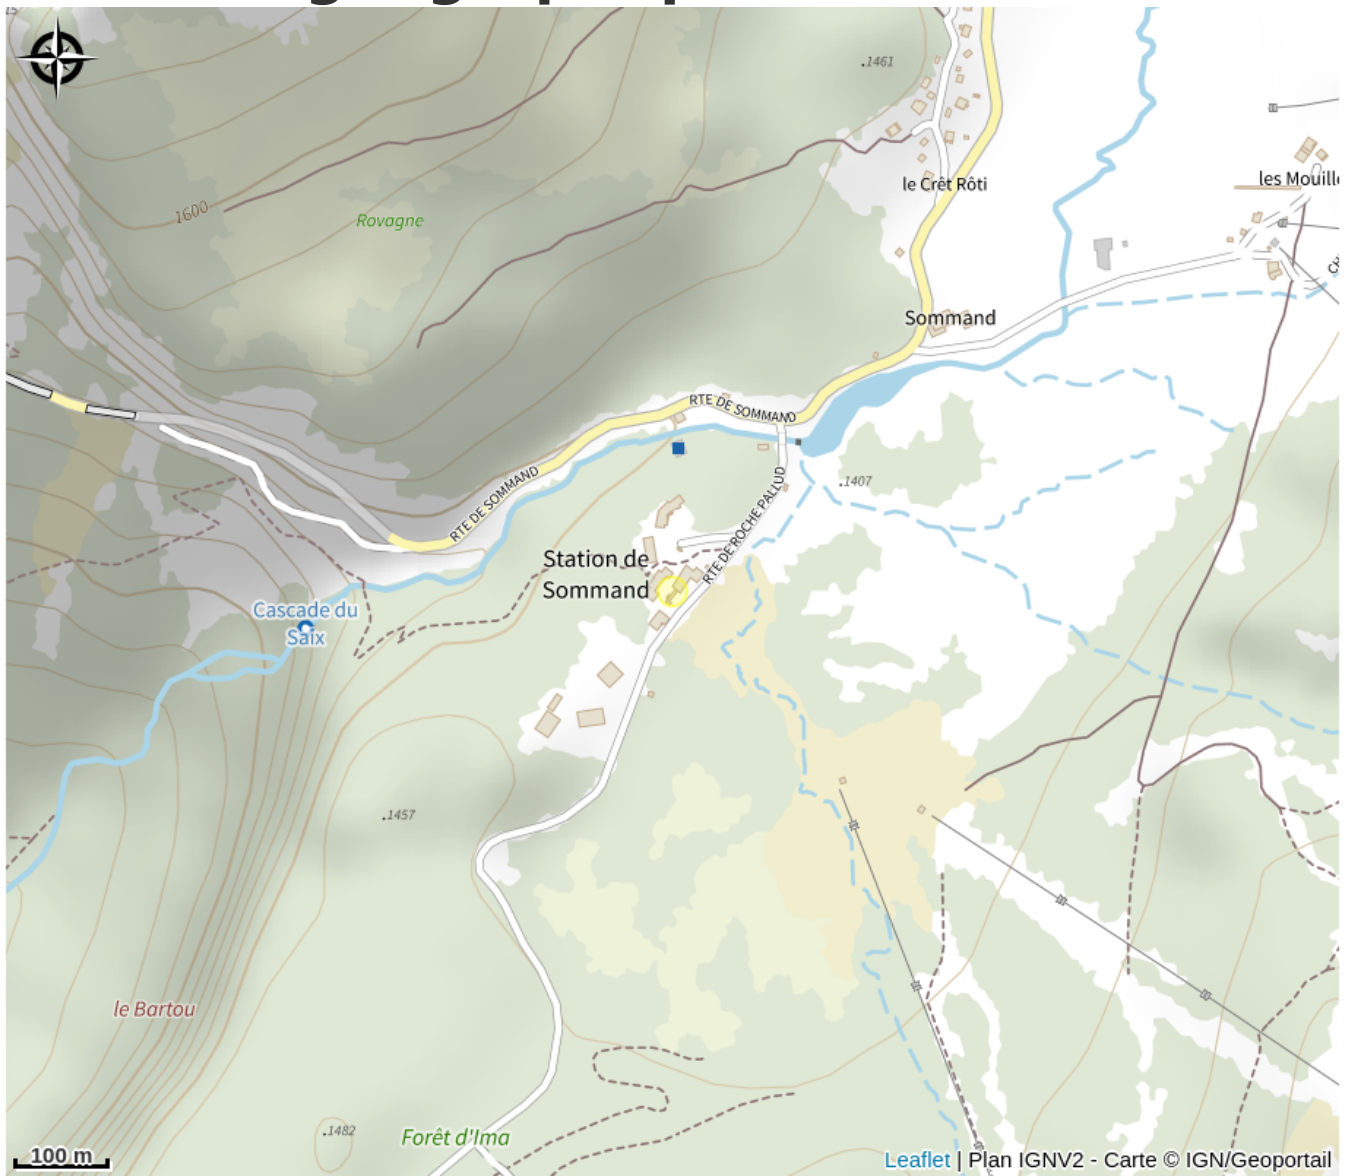 .1461
le Crêt Rôti
les Mouille
1600
Rovagne
Sommand
RTE DE SOMMAND
RTE DE SOMMAND
.1407
RTE DE ROCHE PALLUD
Station de
Sommand
Cascade du
Saix
.1457
le Bartou
.1482
Forêt d'Ima
100 m
Leaflet | Plan IGNV2 - Carte © IGN/Geoportail